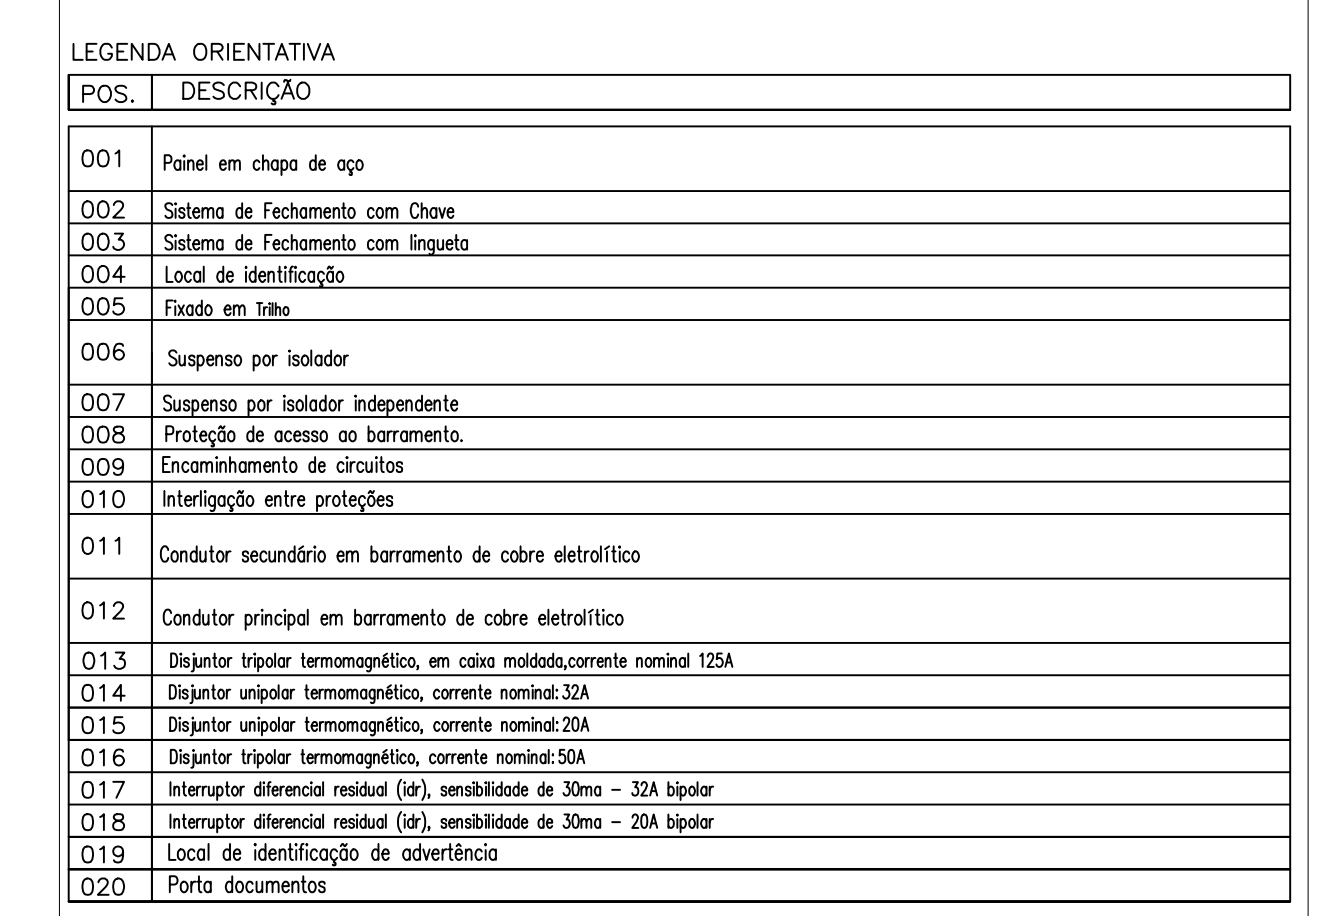 LEGENDA ORIENTATIVA
POS. DESCRIÇÃO
001 Painel em chapa de aço
002 Sistema de Fechamento com Chave
003 Sistema de Fechamento com lingueta
004 Local de identificação
005 Fixado em Trilho
006 Suspenso por isolador
007 Suspenso por isolador independente
008 Proteção de acesso ao barramento.
009 Encaminhamento de circuitos
010 Interligação entre proteções
011 Condutor secundário em barramento de cobre eletrolítico
012 Condutor principal em barramento de cobre eletrolítico
013 Disjuntor tripolar termomagnético, em caixa moldada,corrente nominal 125A
014 Disjuntor unipolar termomagnético, corrente nominal:32A
015 Disjuntor unipolar termomagnético, corrente nominal:20A
016 Disjuntor tripolar termomagnético, corrente nominal:50A
017 Interruptor diferencial residual (idr), sensibilidade de 30ma – 32A bipolar
018 Interruptor diferencial residual (idr), sensibilidade de 30ma – 20A bipolar
019 Local de identificação de advertência
020 Porta documentos